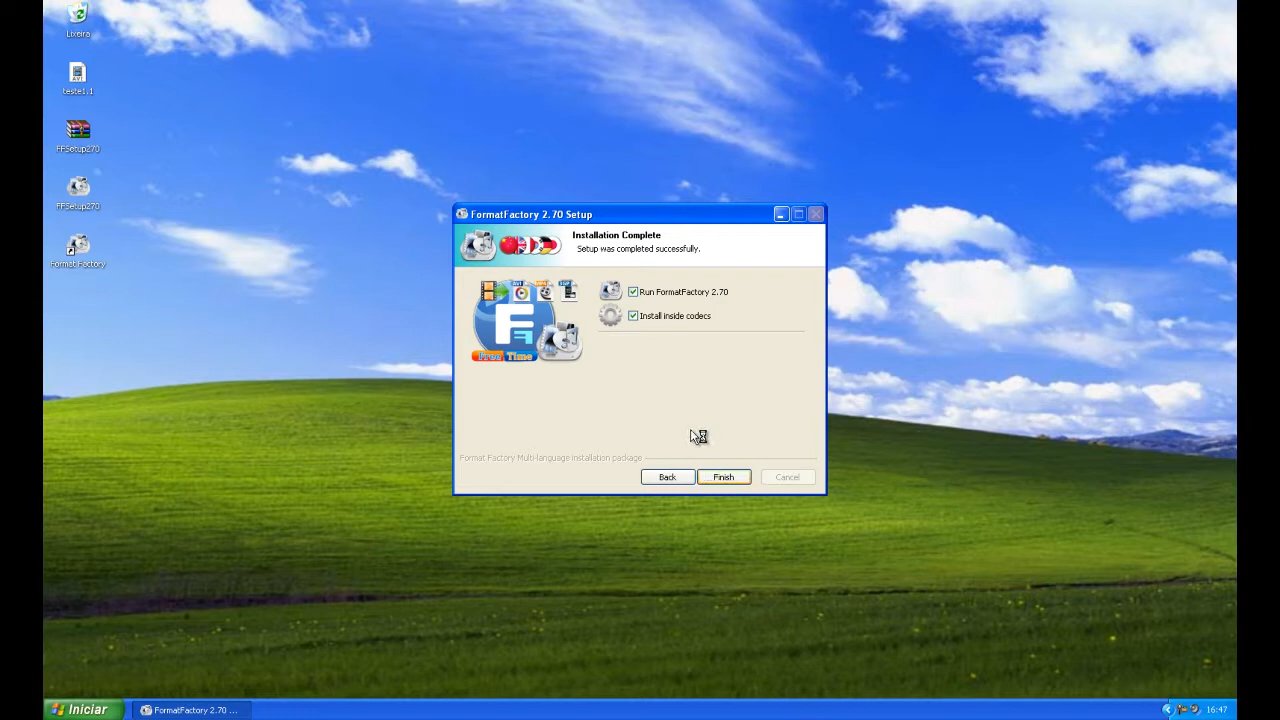 Lixeira
teste1.1
FFSetup270
FFSetup270
Format Factory
FormatFactory 2.70 Setup
Installation Complete
Setup was completed successfully.
Run FormatFactory 2.70
Install inside codecs
Free Time
Format Factory Multi-language installation package
Back
Finish
Cancel
Iniciar
FormatFactory 2.70 ...
16:47